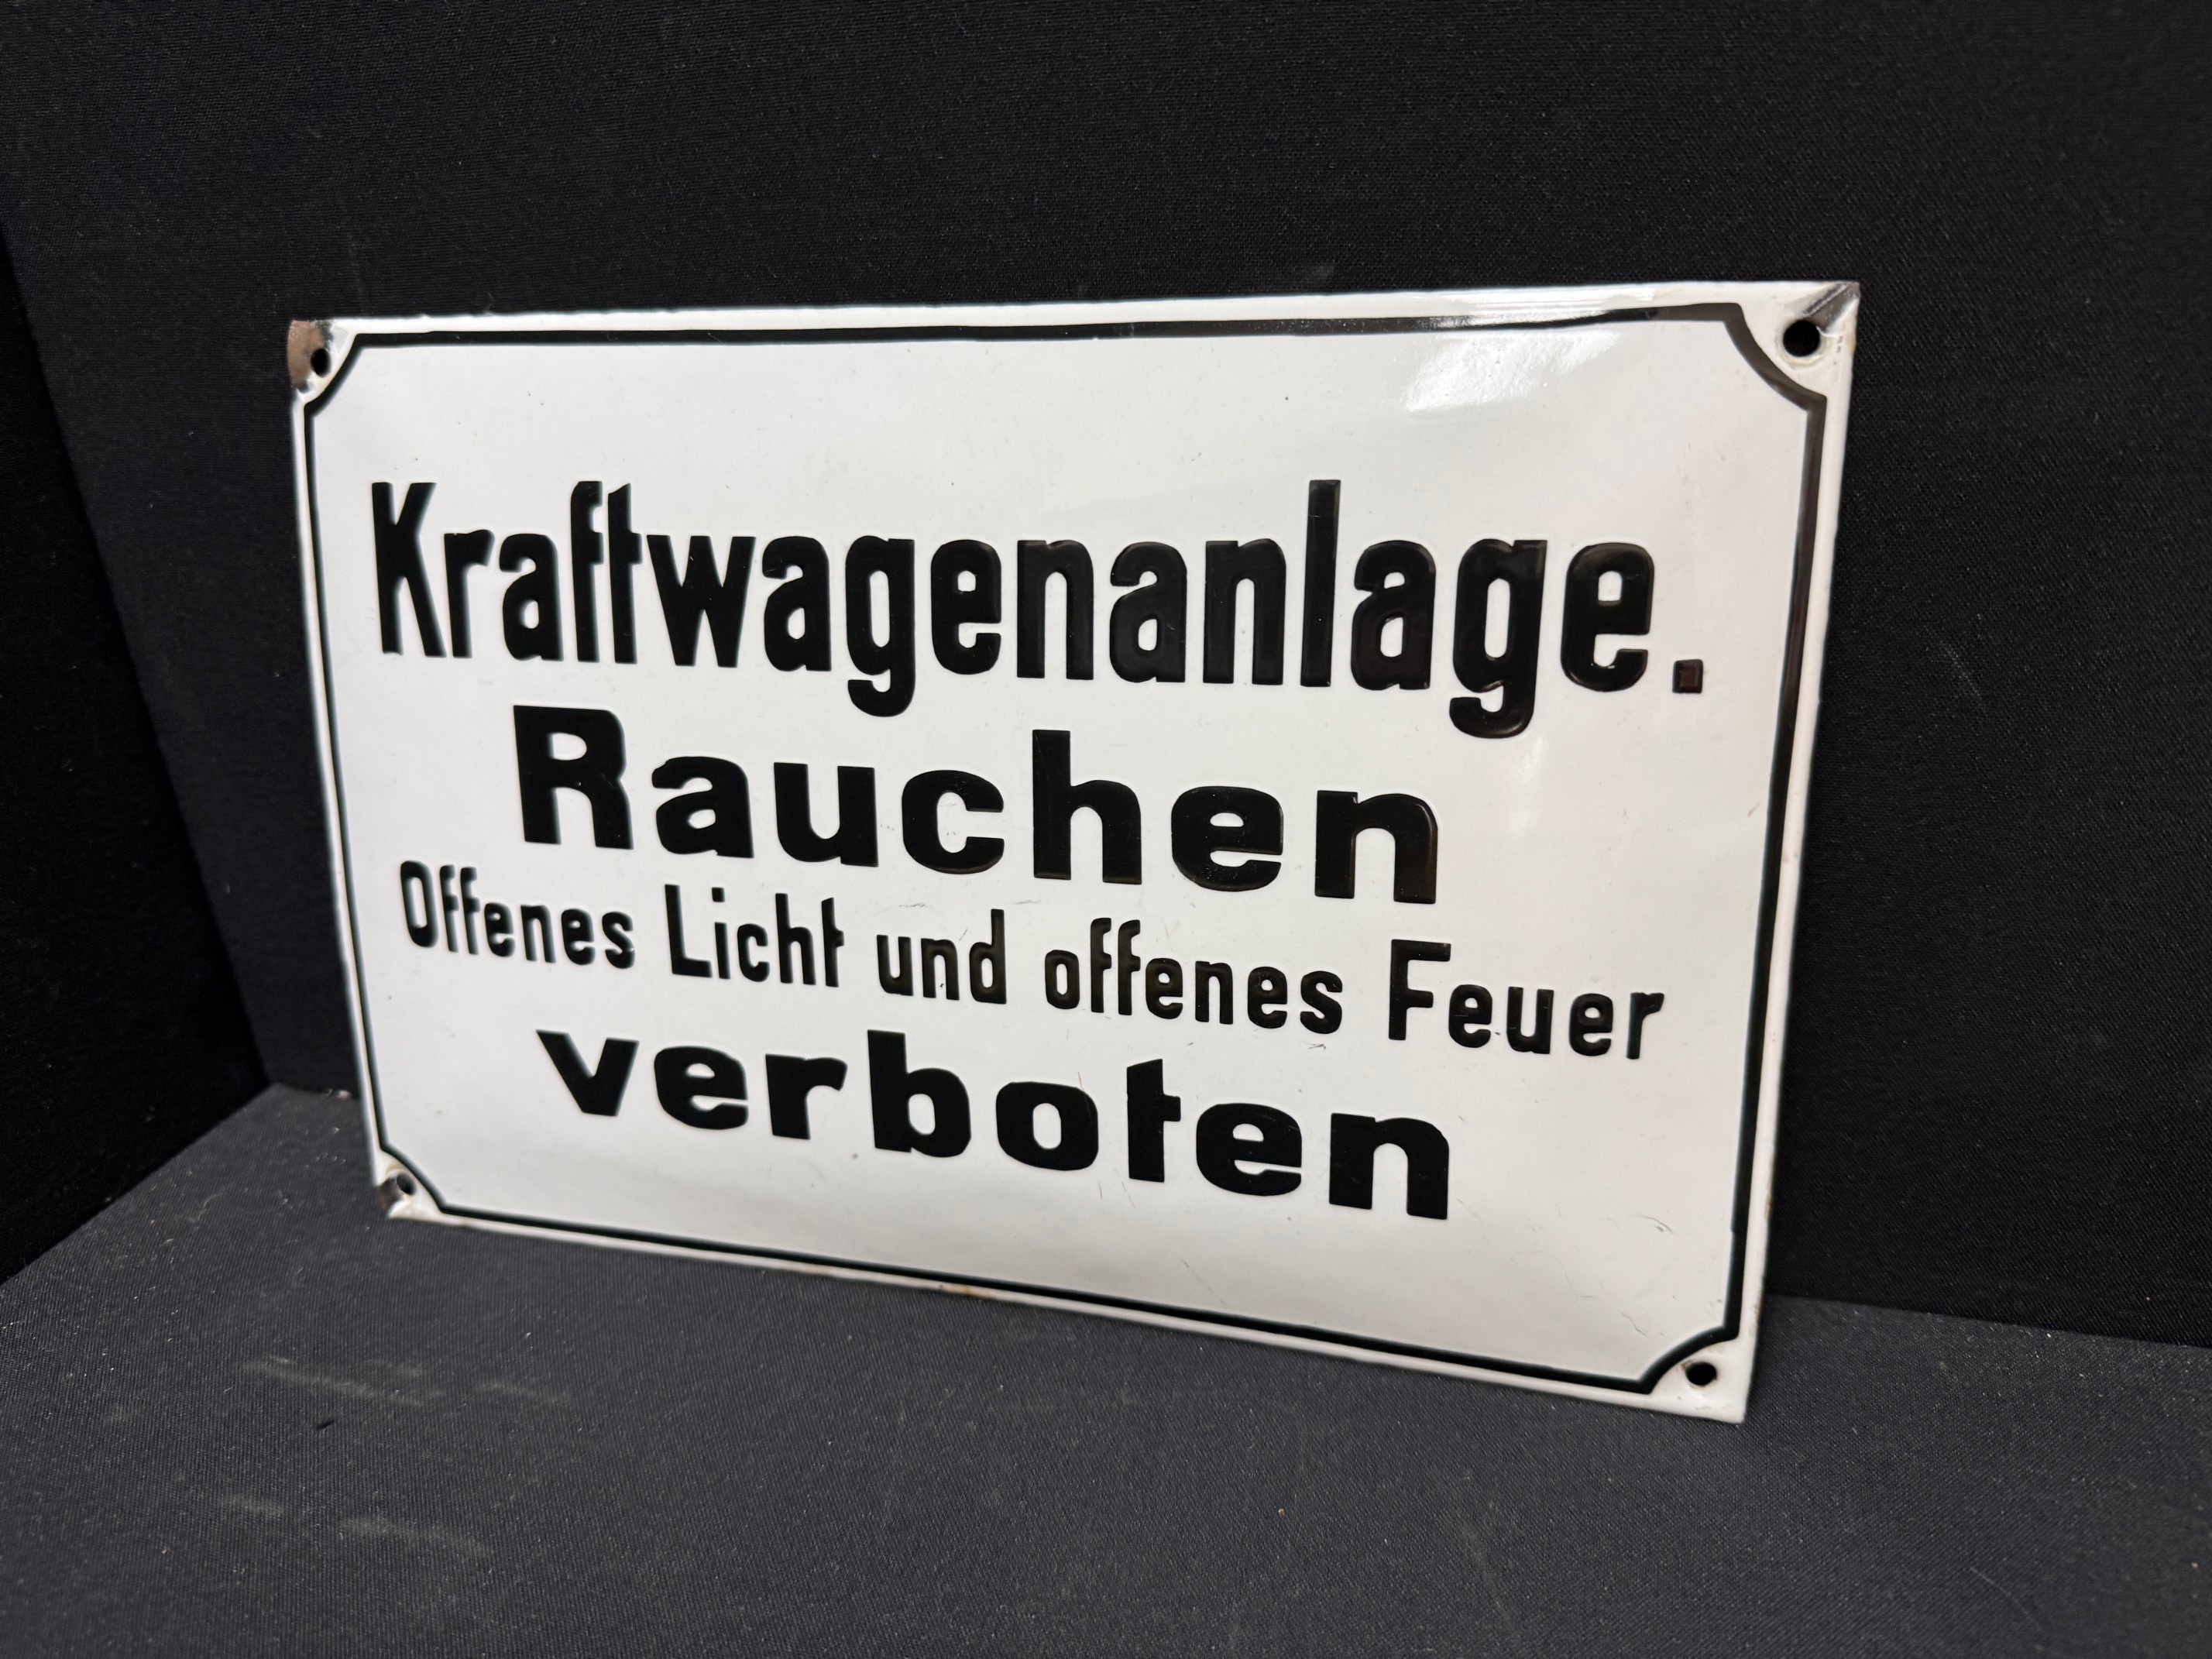 Kraftwagenanlage.
Rauchen
Offenes Licht und offenes Feuer
verboten